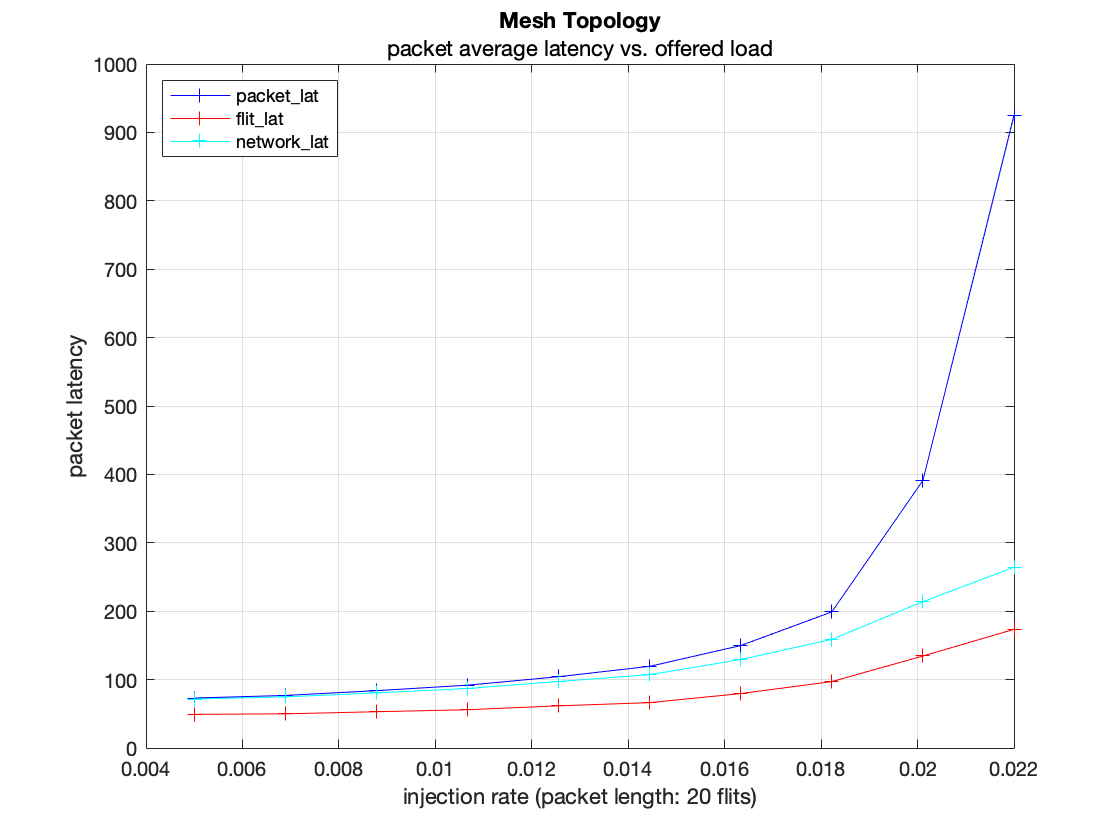 Mesh Topology
packet average latency vs. offered load
packet_lat
flit_lat
network_lat
1000
900
800
700
600
500
400
300
200
100
0
packet latency
0.004 0.006 0.008 0.01 0.012 0.014 0.016 0.018 0.02 0.022
injection rate (packet length: 20 flits)